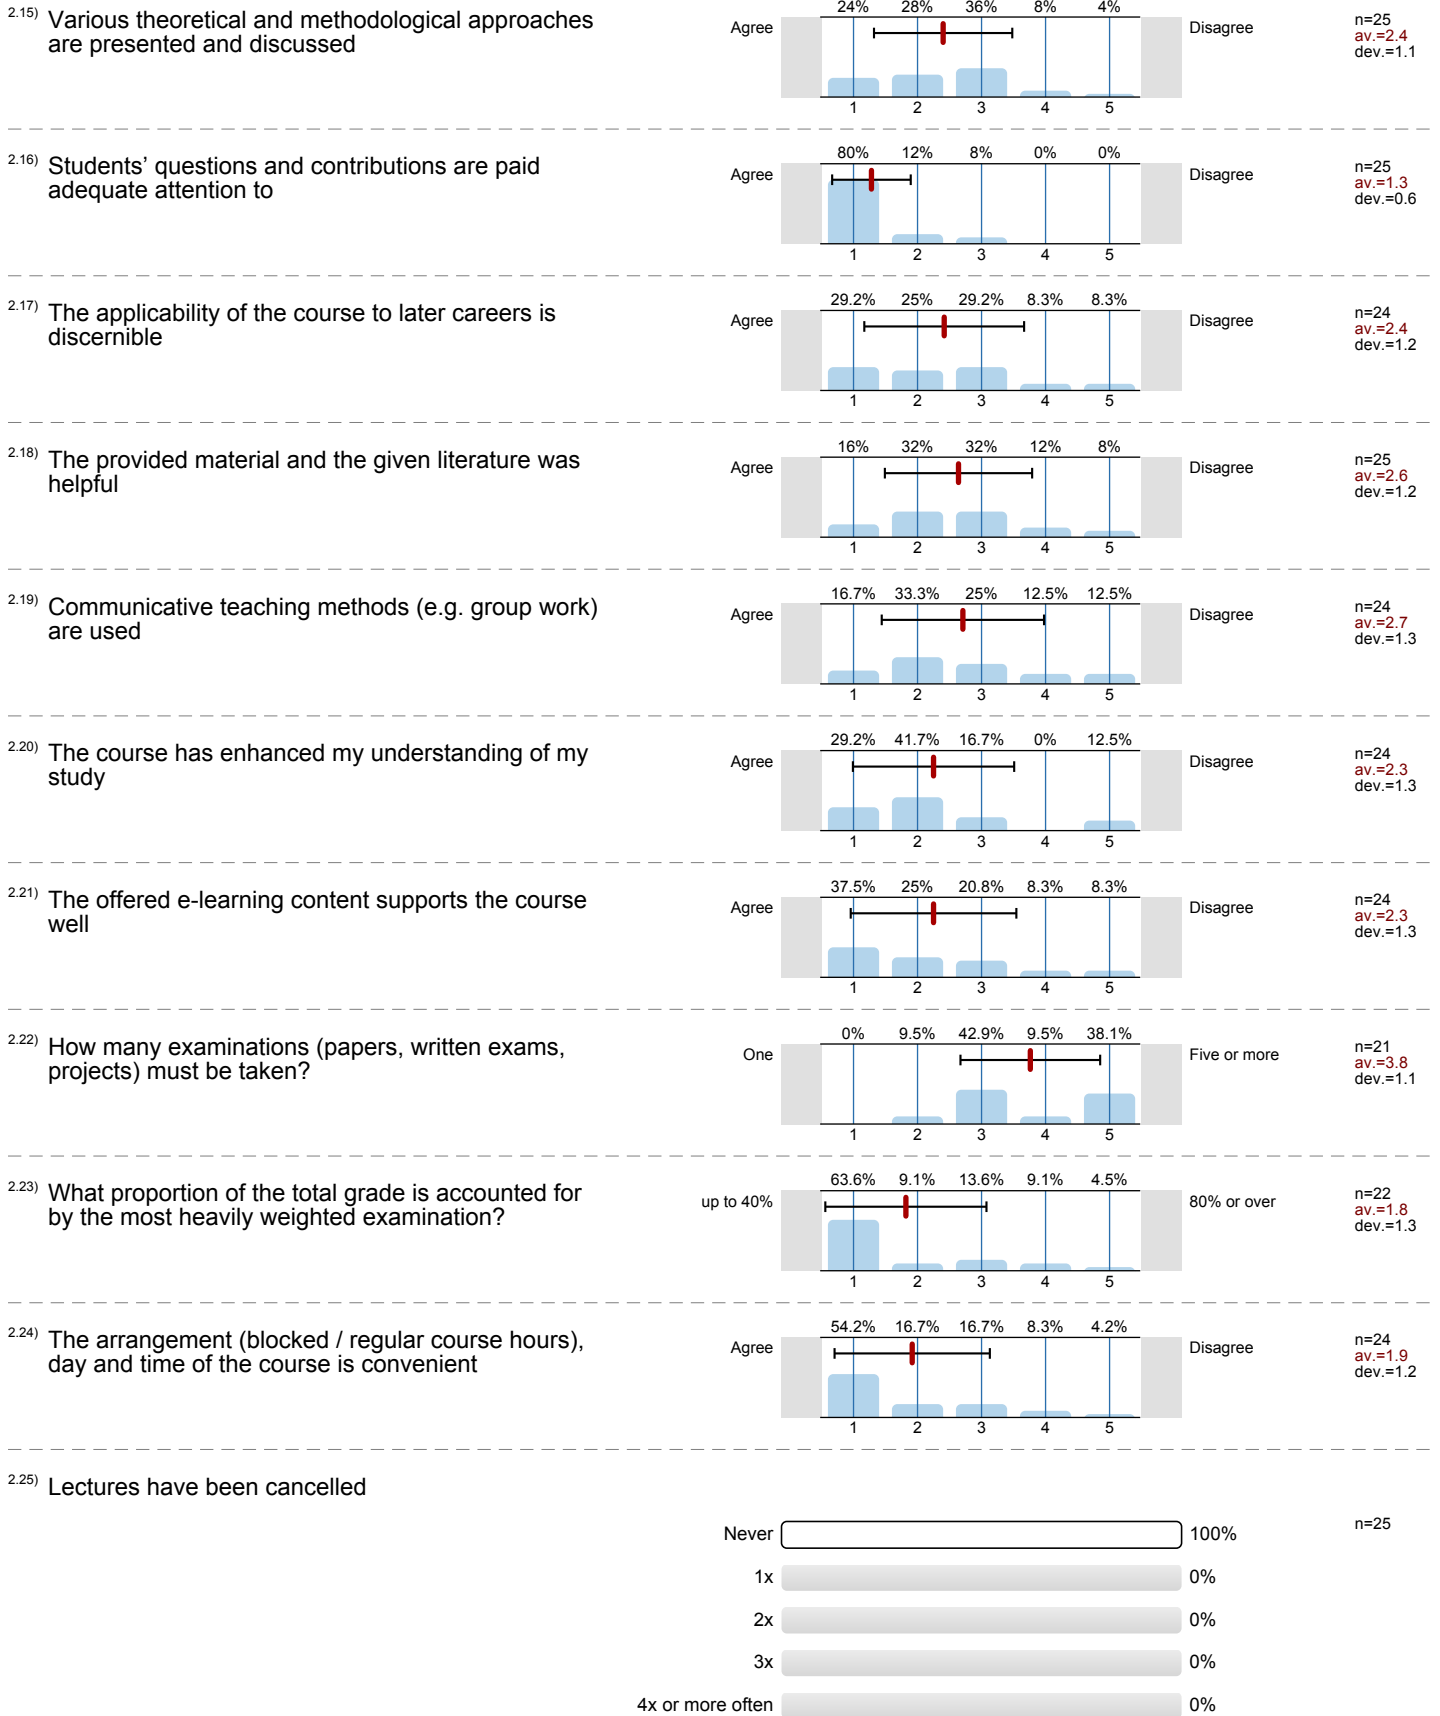 2.15) Various theoretical and methodological approaches
are presented and discussed
24% 28% 36% 8% 4%
Agree
Disagree
1 2 3 4 5
n=25
av.=2.4
dev.=1.1
2.16) Students’ questions and contributions are paid
adequate attention to
80% 12% 8% 0% 0%
Agree
Disagree
1 2 3 4 5
n=25
av.=1.3
dev.=0.6
2.17) The applicability of the course to later careers is
discernible
29.2% 25% 29.2% 8.3% 8.3%
Agree
Disagree
1 2 3 4 5
n=24
av.=2.4
dev.=1.2
2.18) The provided material and the given literature was
helpful
16% 32% 32% 12% 8%
Agree
Disagree
1 2 3 4 5
n=25
av.=2.6
dev.=1.2
2.19) Communicative teaching methods (e.g. group work)
are used
16.7% 33.3% 25% 12.5% 12.5%
Agree
Disagree
1 2 3 4 5
n=24
av.=2.7
dev.=1.3
2.20) The course has enhanced my understanding of my
study
29.2% 41.7% 16.7% 0% 12.5%
Agree
Disagree
1 2 3 4 5
n=24
av.=2.3
dev.=1.3
2.21) The offered e-learning content supports the course
well
37.5% 25% 20.8% 8.3% 8.3%
Agree
Disagree
1 2 3 4 5
n=24
av.=2.3
dev.=1.3
2.22) How many examinations (papers, written exams,
projects) must be taken?
0% 9.5% 42.9% 9.5% 38.1%
One
Five or more
1 2 3 4 5
n=21
av.=3.8
dev.=1.1
2.23) What proportion of the total grade is accounted for
by the most heavily weighted examination?
63.6% 9.1% 13.6% 9.1% 4.5%
up to 40%
80% or over
1 2 3 4 5
n=22
av.=1.8
dev.=1.3
2.24) The arrangement (blocked / regular course hours),
day and time of the course is convenient
54.2% 16.7% 16.7% 8.3% 4.2%
Agree
Disagree
1 2 3 4 5
n=24
av.=1.9
dev.=1.2
2.25) Lectures have been cancelled
Never 100% n=25
1x 0%
2x 0%
3x 0%
4x or more often 0%